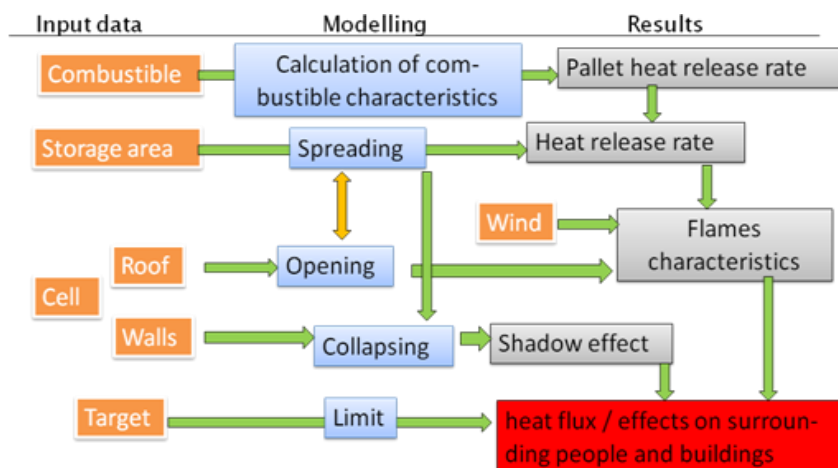 Input data
Modelling
Results
Combustible
Calculation of com-
bustible characteristics
Pallet heat release rate
Storage area
Spreading
Heat release rate
Wind
Flames
characteristics
Roof
Opening
Cell
Walls
Collapsing
Shadow effect
Target
Limit
heat flux / effects on surroun-
ding people and buildings